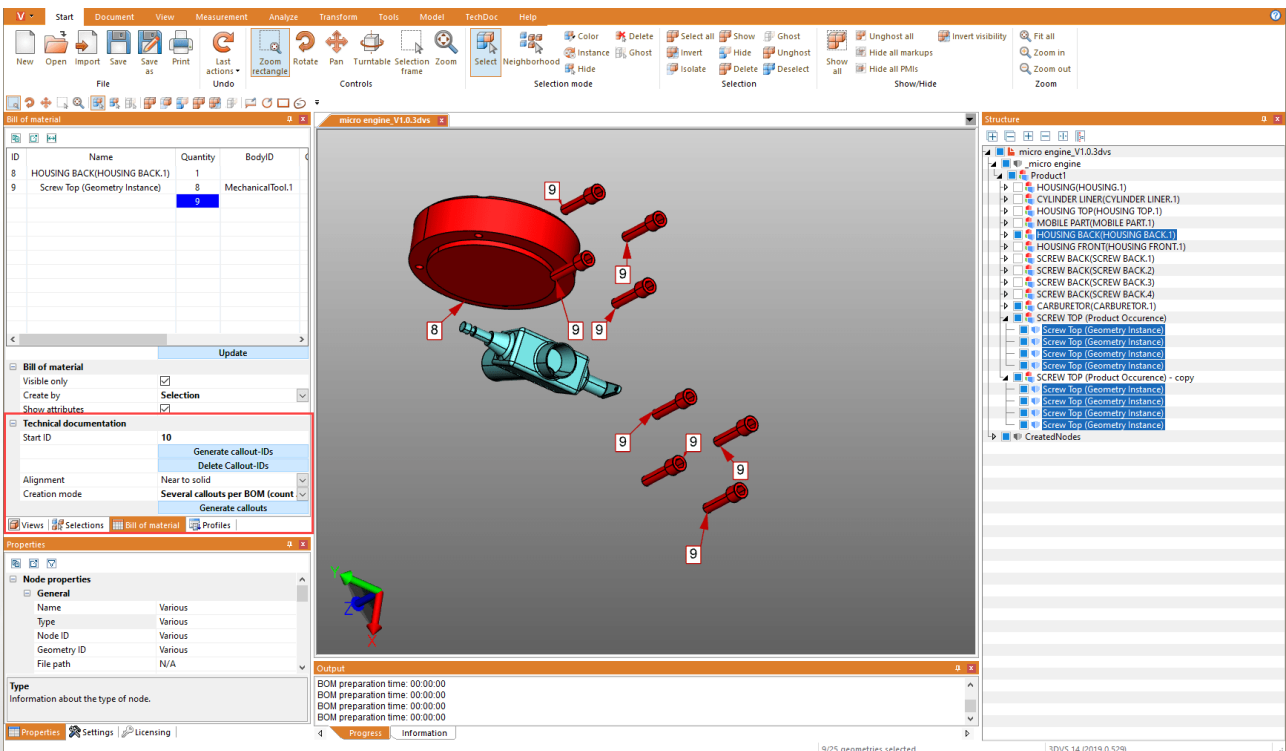 V Start Document View Measurement Analyze Transform Tools Model TechDoc Help
New Open Import Save Save as Print
File
Last actions
Undo
Zoom rectangle Rotate Pan Turntable Selection frame Zoom
Controls
Select Neighborhood Color Delete
Instance Ghost
Hide
Selection mode
Select all Show Ghost
Invert Hide Unghost
Isolate Delete Deselect
Selection
Show all
Unghost all Invert visibility
Hide all markups
Hide all PMIs
Show/Hide
Fit all
Zoom in
Zoom out
Zoom
Bill of material
ID Name Quantity BodyID
8 HOUSING BACK(HOUSING BACK.1) 1
9 Screw Top (Geometry Instance) 8 MechanicalTool.1
9
Update
Bill of material
Visible only
Create by Selection
Show attributes
Technical documentation
Start ID 10
Generate callout-IDs
Delete Callout-IDs
Alignment Near to solid
Creation mode Several callouts per BOM (count
Generate callouts
Views Selections Bill of material Profiles
Properties
Node properties
General
Name Various
Type Various
Node ID Various
Geometry ID Various
File path N/A
Type
Information about the type of node.
Properties Settings Licensing
micro engine_V1.0.3dvs
9
9
9
9
9
8
9
9
9
9
Y
Z
X
Output
BOM preparation time: 00:00:00
BOM preparation time: 00:00:00
BOM preparation time: 00:00:00
BOM preparation time: 00:00:00
Progress Information
Structure
micro engine_V1.0.3dvs
_micro engine
Product1
HOUSING(HOUSING.1)
CYLINDER LINER(CYLINDER LINER.1)
HOUSING TOP(HOUSING TOP.1)
MOBILE PART(MOBILE PART.1)
HOUSING BACK(HOUSING BACK.1)
HOUSING FRONT(HOUSING FRONT.1)
SCREW BACK(SCREW BACK.1)
SCREW BACK(SCREW BACK.2)
SCREW BACK(SCREW BACK.3)
SCREW BACK(SCREW BACK.4)
CARBURETOR(CARBURETOR.1)
SCREW TOP (Product Occurence)
Screw Top (Geometry Instance)
Screw Top (Geometry Instance)
Screw Top (Geometry Instance)
Screw Top (Geometry Instance)
SCREW TOP (Product Occurence) - copy
Screw Top (Geometry Instance)
Screw Top (Geometry Instance)
Screw Top (Geometry Instance)
Screw Top (Geometry Instance)
CreatedNodes
9/25 geometries selected
3DVS 14 (2019.0.529)